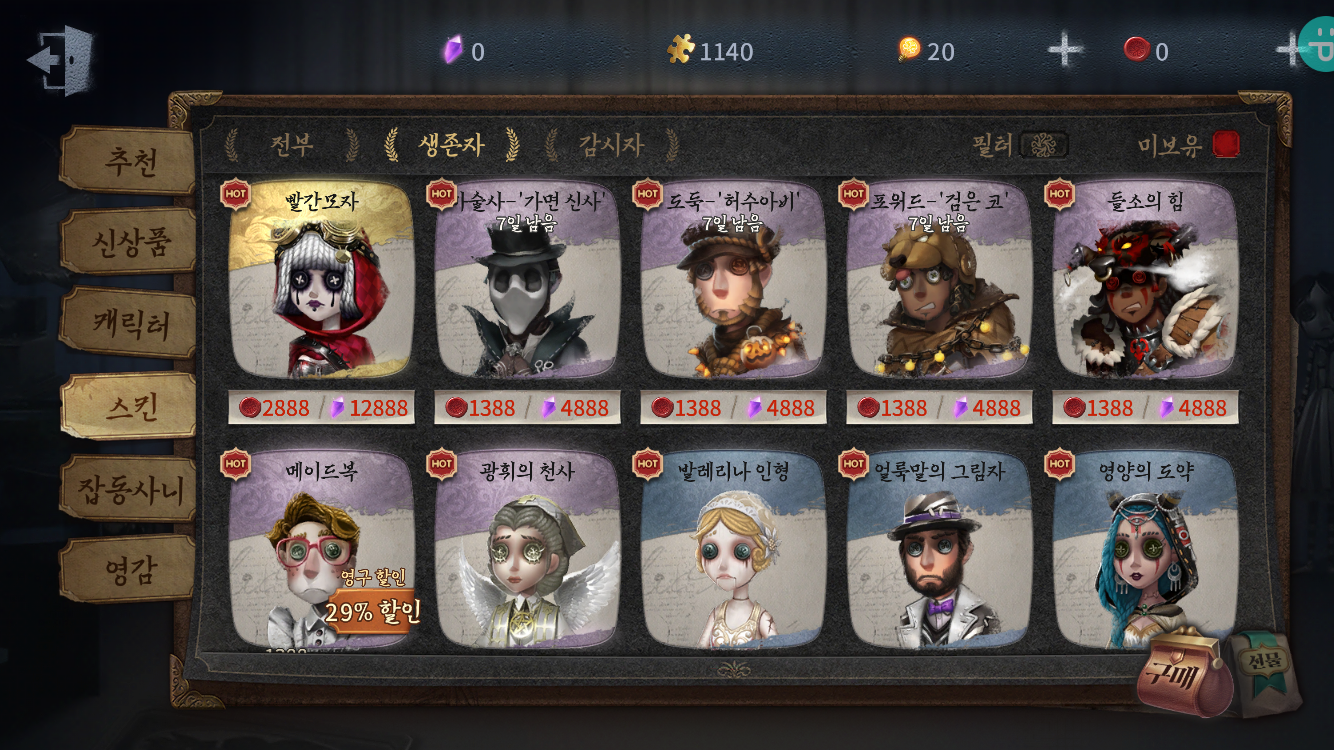 0
1140
20
0
추천
신상품
캐릭터
스킨
잡동사니
영감
전부
생존자
감시자
필터
미보유
HOT
빨간모자
HOT
마술사-'가면 신사'
7일 남음
HOT
도둑-'허수아비'
7일 남음
HOT
포워드-'검은 코'
7일 남음
HOT
들소의 힘
2888 / 12888
1388 / 4888
1388 / 4888
1388 / 4888
1388 / 4888
HOT
메이드복
영구 할인
29% 할인
HOT
광휘의 천사
HOT
발레리나 인형
HOT
얼룩말의 그림자
HOT
영양의 도약
구매
선물